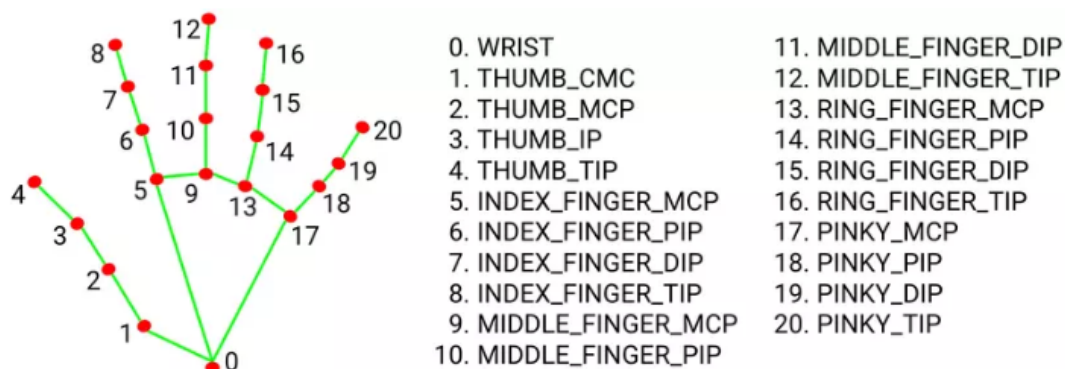 12
8
16
11
7
15
10
6
14
20
5
9
13
19
18
4
17
3
2
1
0
0. WRIST
1. THUMB_CMC
2. THUMB_MCP
3. THUMB_IP
4. THUMB_TIP
5. INDEX_FINGER_MCP
6. INDEX_FINGER_PIP
7. INDEX_FINGER_DIP
8. INDEX_FINGER_TIP
9. MIDDLE_FINGER_MCP
10. MIDDLE_FINGER_PIP
11. MIDDLE_FINGER_DIP
12. MIDDLE_FINGER_TIP
13. RING_FINGER_MCP
14. RING_FINGER_PIP
15. RING_FINGER_DIP
16. RING_FINGER_TIP
17. PINKY_MCP
18. PINKY_PIP
19. PINKY_DIP
20. PINKY_TIP